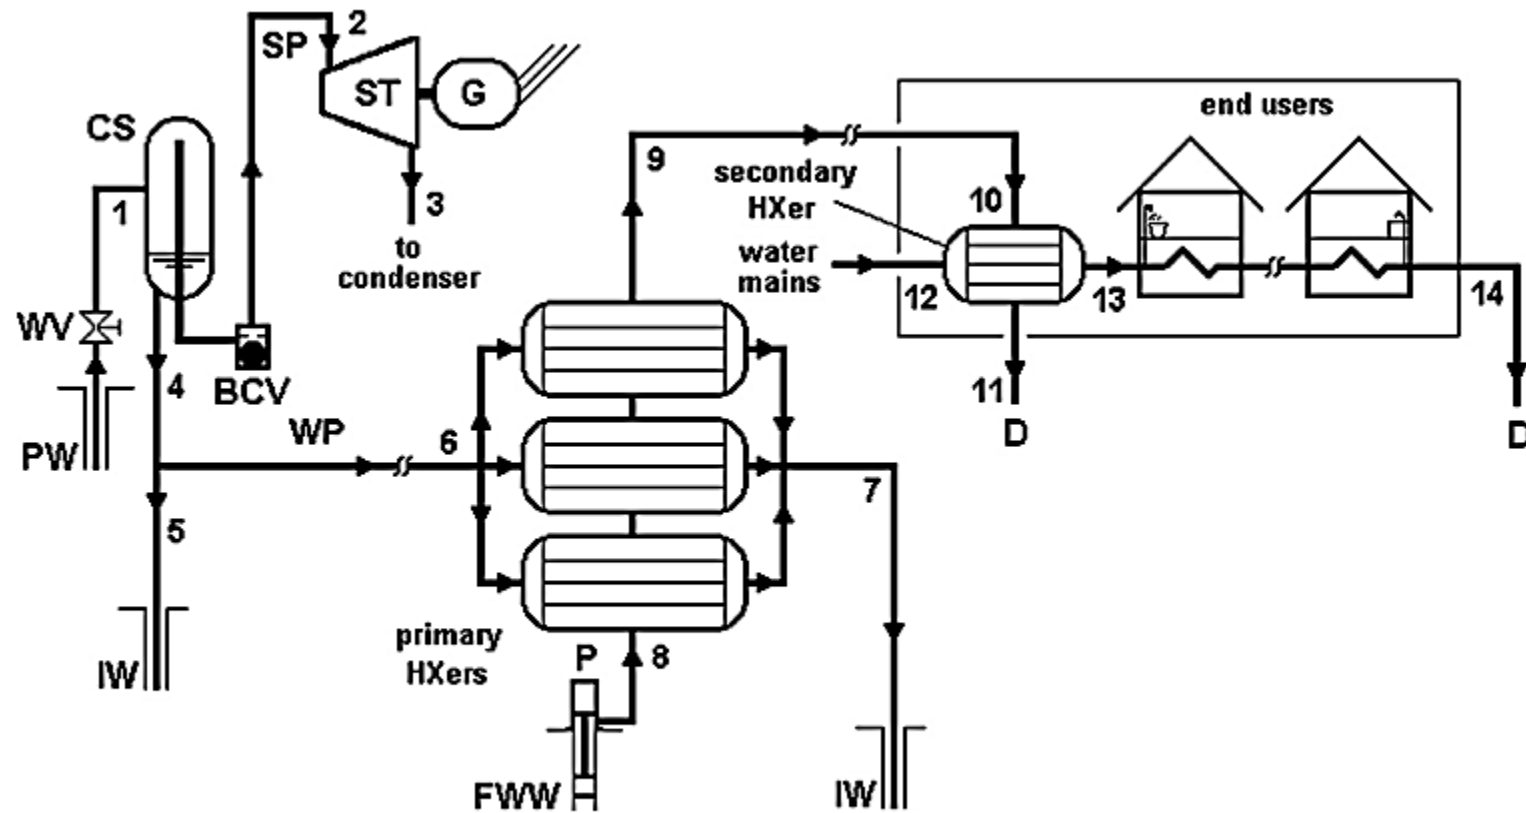 SP
2
ST
G
CS
end users
9
secondary
HXer
1
3
10
to
condenser
water
mains
12
13
14
WV
4
BCV
11
D
D
PW
WP
6
7
5
primary
HXers
P
8
IW
FWW
IW